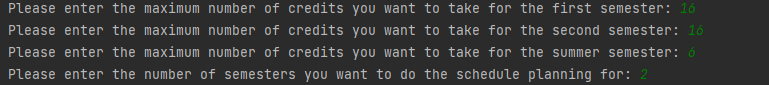 Please enter the maximum number of credits you want to take for the first semester: 16
Please enter the maximum number of credits you want to take for the second semester: 16
Please enter the maximum number of credits you want to take for the summer semester: 6
Please enter the number of semesters you want to do the schedule planning for: 2